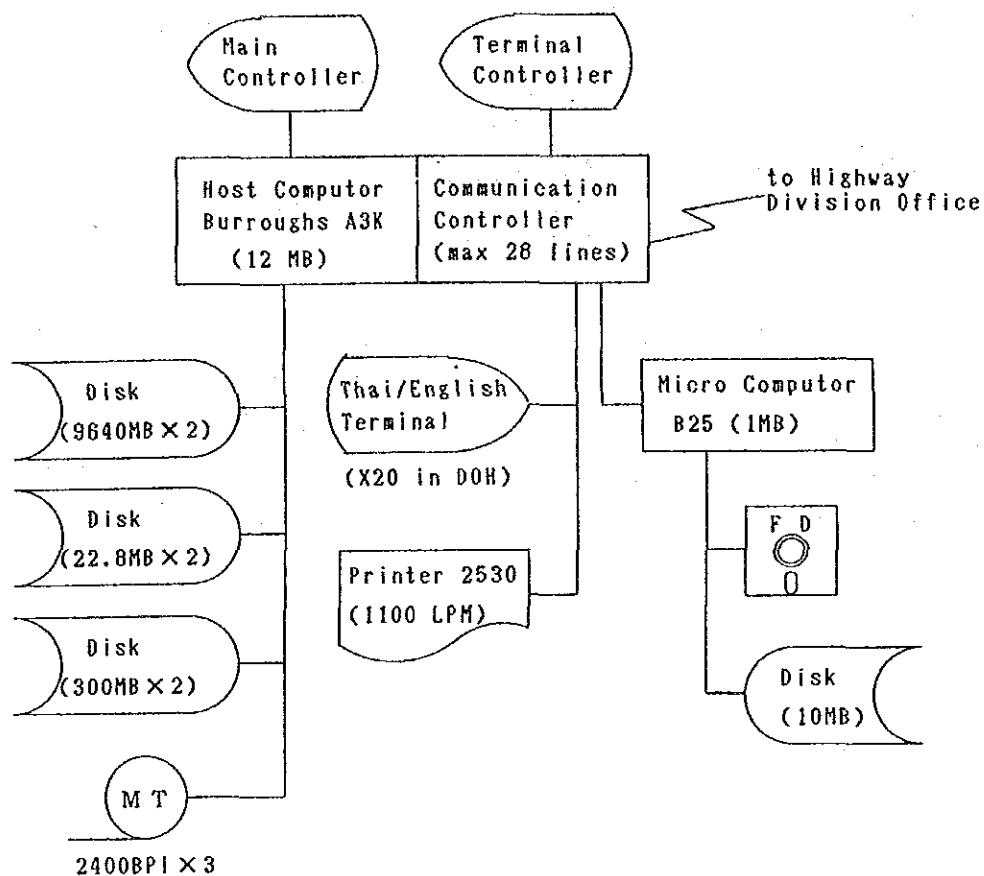 Main
Controller
Terminal
Controller
Host Computor
Burroughs A3K
(12 MB)
Communication
Controller
(max 28 lines)
to Highway
Division Office
Disk
(9640MB×2)
Thai/English
Terminal
(X20 in DOH)
Micro Computor
B25 (1MB)
Disk
(22.8MB×2)
F D
Printer 2530
(1100 LPM)
Disk
(300MB×2)
Disk
(10MB)
M T
2400BPI×3